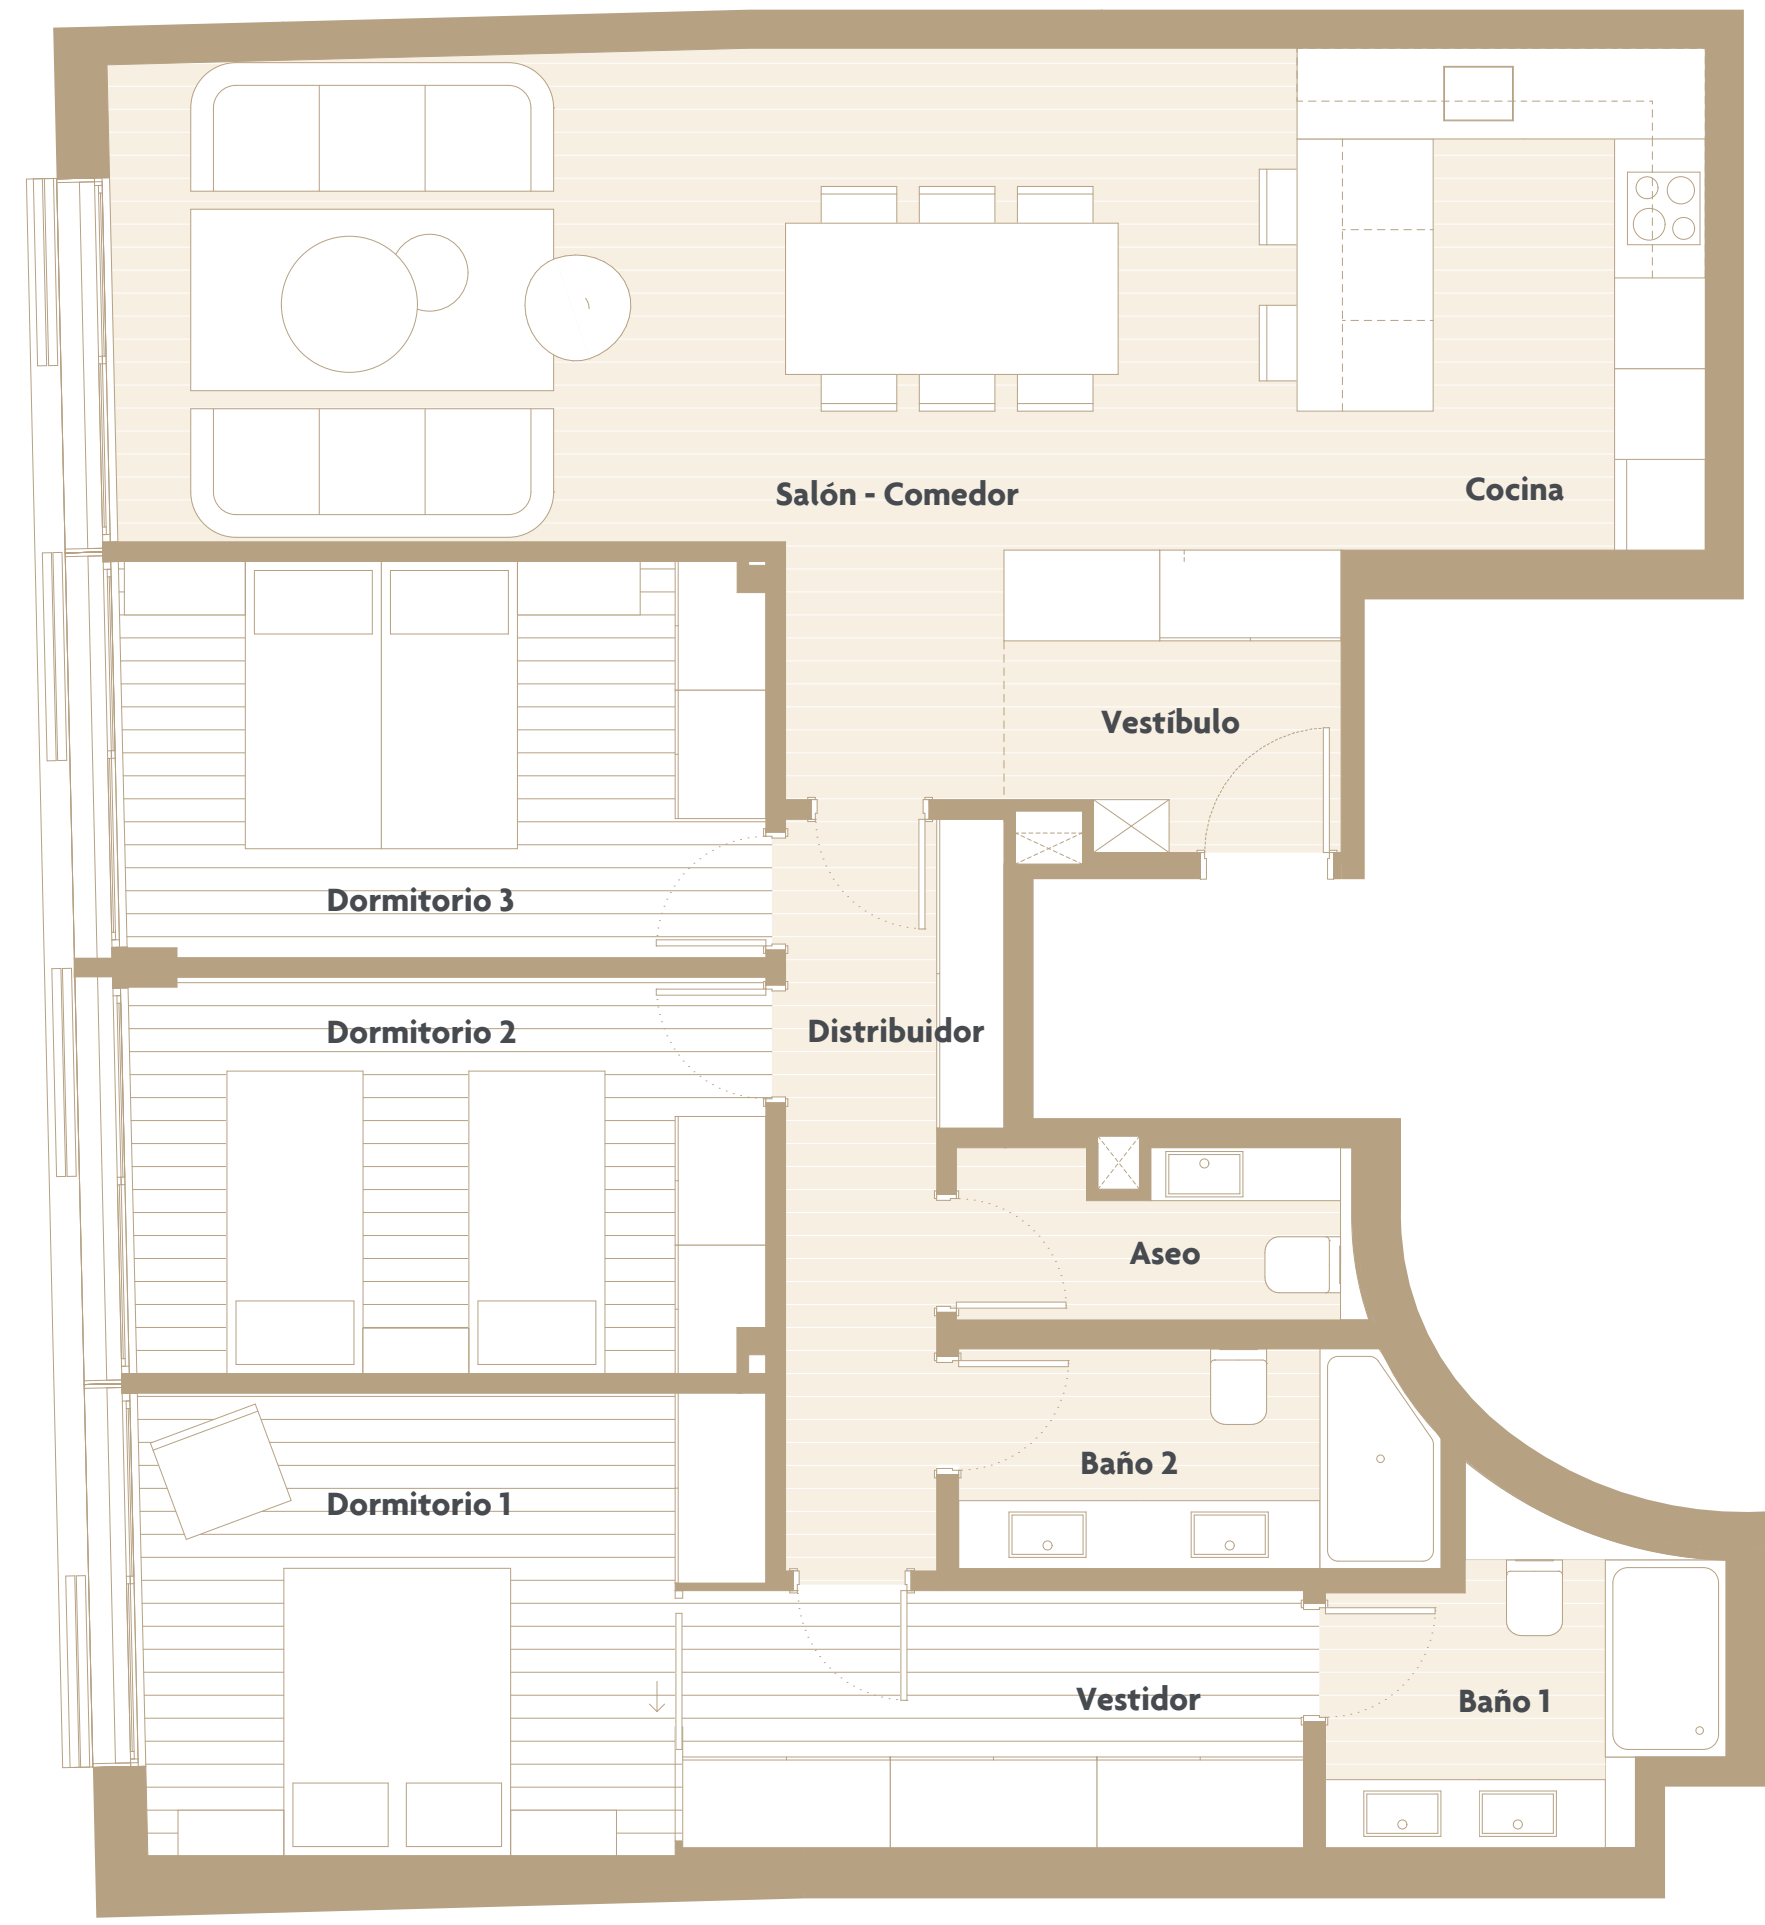 Salón - Comedor
Cocina
Vestíbulo
Dormitorio 3
Dormitorio 2
Distribuidor
Aseo
Baño 2
Dormitorio 1
Vestidor
Baño 1